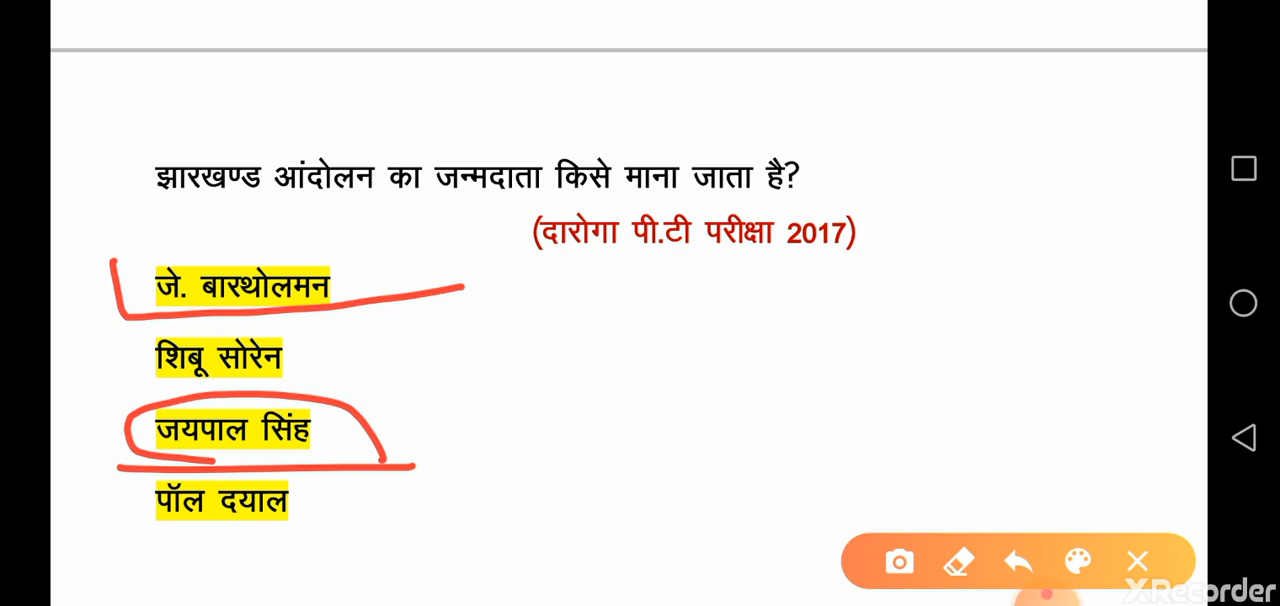 झारखण्ड आंदोलन का जन्मदाता किसे माना जाता है?
(दारोगा पी.टी परीक्षा 2017)
जे. बारथोलमन
शिबू सोरेन
जयपाल सिंह
पॉल दयाल
XRecorder